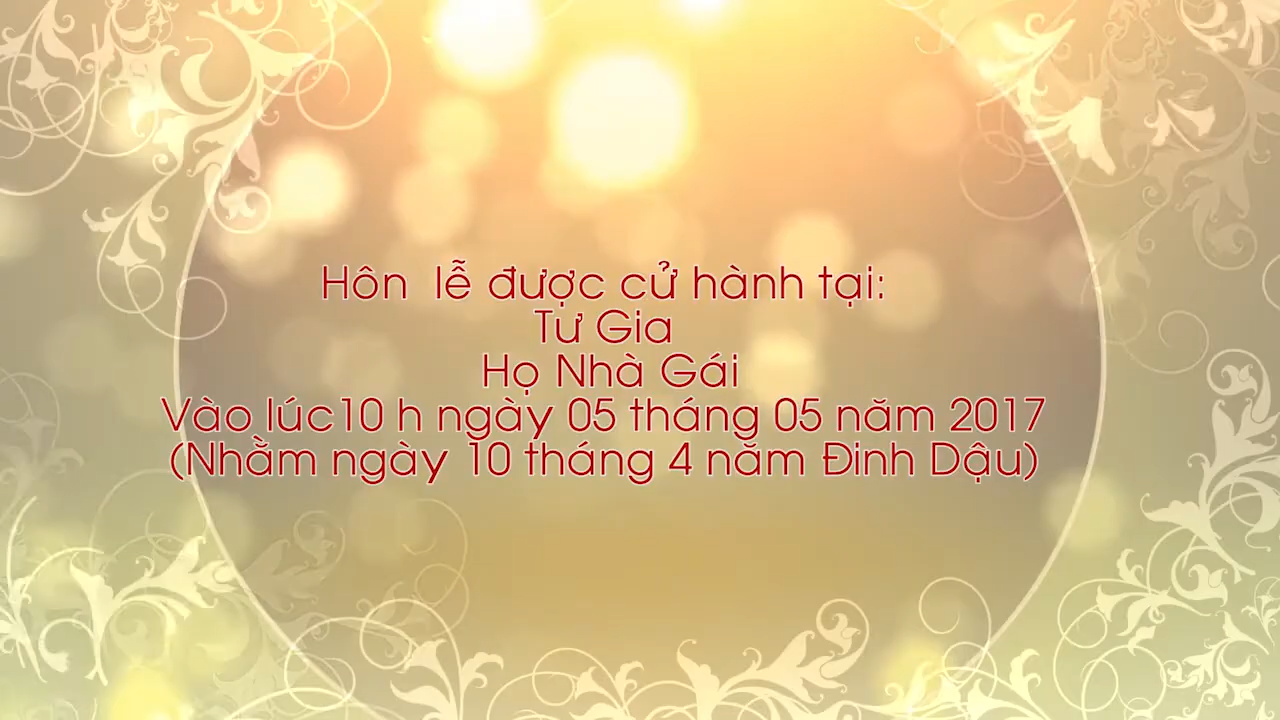 Hôn lễ được cử hành tại:
Tư Gia
Họ Nhà Gái
Vào lúc10 h ngày 05 tháng 05 năm 2017
(Nhằm ngày 10 tháng 4 năm Đinh Dậu)